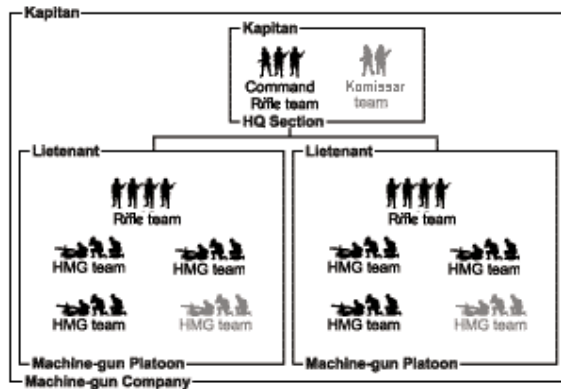 Kapitan
Kapitan
Command
Rifle team
Komissar
team
HQ Section
Lietenant
Rifle team
HMG team
HMG team
HMG team
HMG team
Machine-gun Platoon
Lietenant
Rifle team
HMG team
HMG team
HMG team
HMG team
Machine-gun Platoon
Machine-gun Company